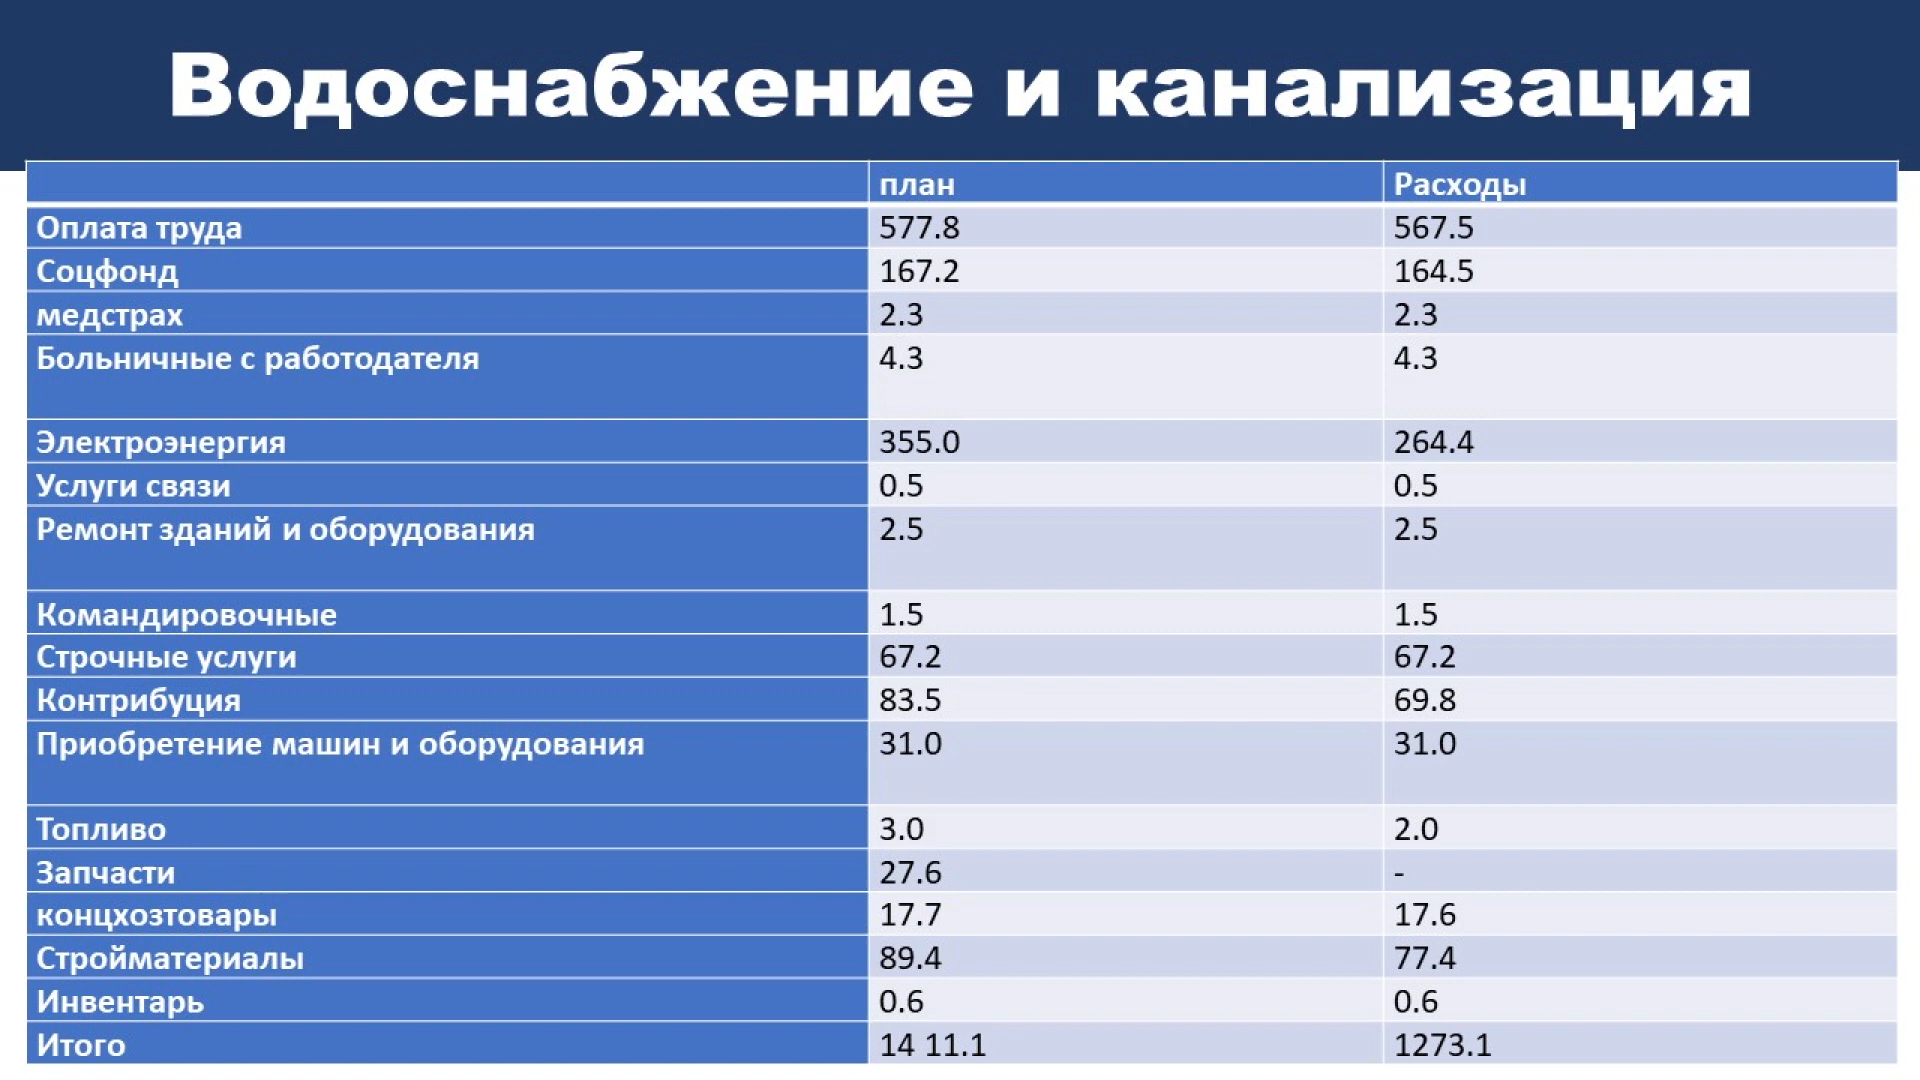 Водоснабжение и канализация
план Расходы
Оплата труда 577.8 567.5
Соцфонд 167.2 164.5
медстрах 2.3 2.3
Больничные с работодателя 4.3 4.3
Электроэнергия 355.0 264.4
Услуги связи 0.5 0.5
Ремонт зданий и оборудования 2.5 2.5
Командировочные 1.5 1.5
Строчные услуги 67.2 67.2
Контрибуция 83.5 69.8
Приобретение машин и оборудования 31.0 31.0
Топливо 3.0 2.0
Запчасти 27.6 -
концхозтовары 17.7 17.6
Стройматериалы 89.4 77.4
Инвентарь 0.6 0.6
Итого 14 11.1 1273.1